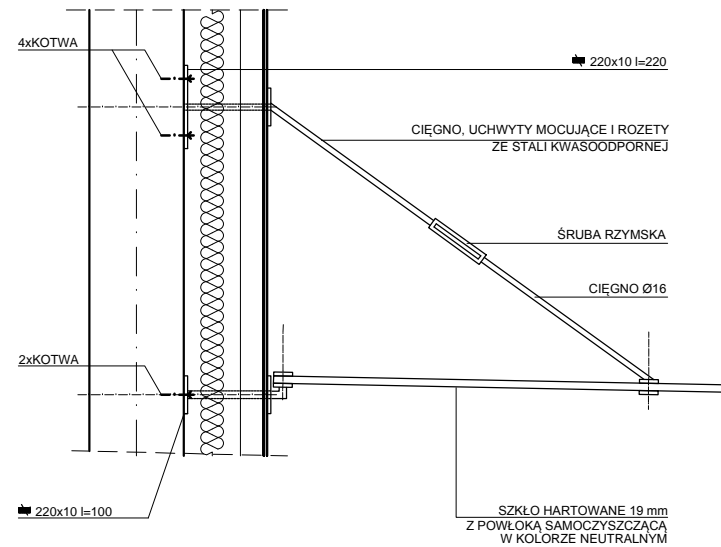 4xKOTWA
220x10 l=220
CIĘGNO, UCHWYTY MOCUJĄCE I ROZETY
ZE STALI KWASOODPORNEJ
ŚRUBA RZYMSKA
CIĘGNO Ø16
2xKOTWA
220x10 l=100
SZKŁO HARTOWANE 19 mm
Z POWŁOKĄ SAMOCZYSZCZĄCĄ
W KOLORZE NEUTRALNYM